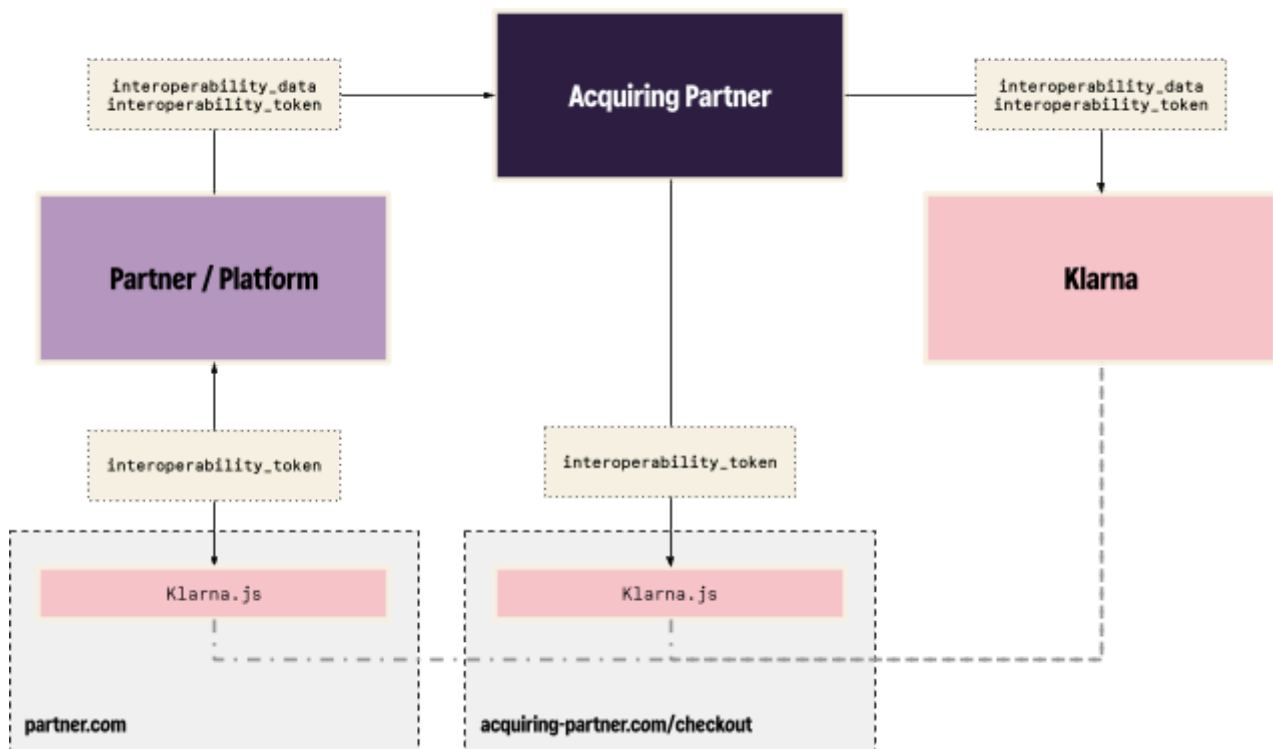 Acquiring Partner
interoperability_data
interoperability_token
interoperability_data
interoperability_token
Partner / Platform
Klarna
interoperability_token
interoperability_token
Klarna.js
Klarna.js
partner.com
acquiring-partner.com/checkout